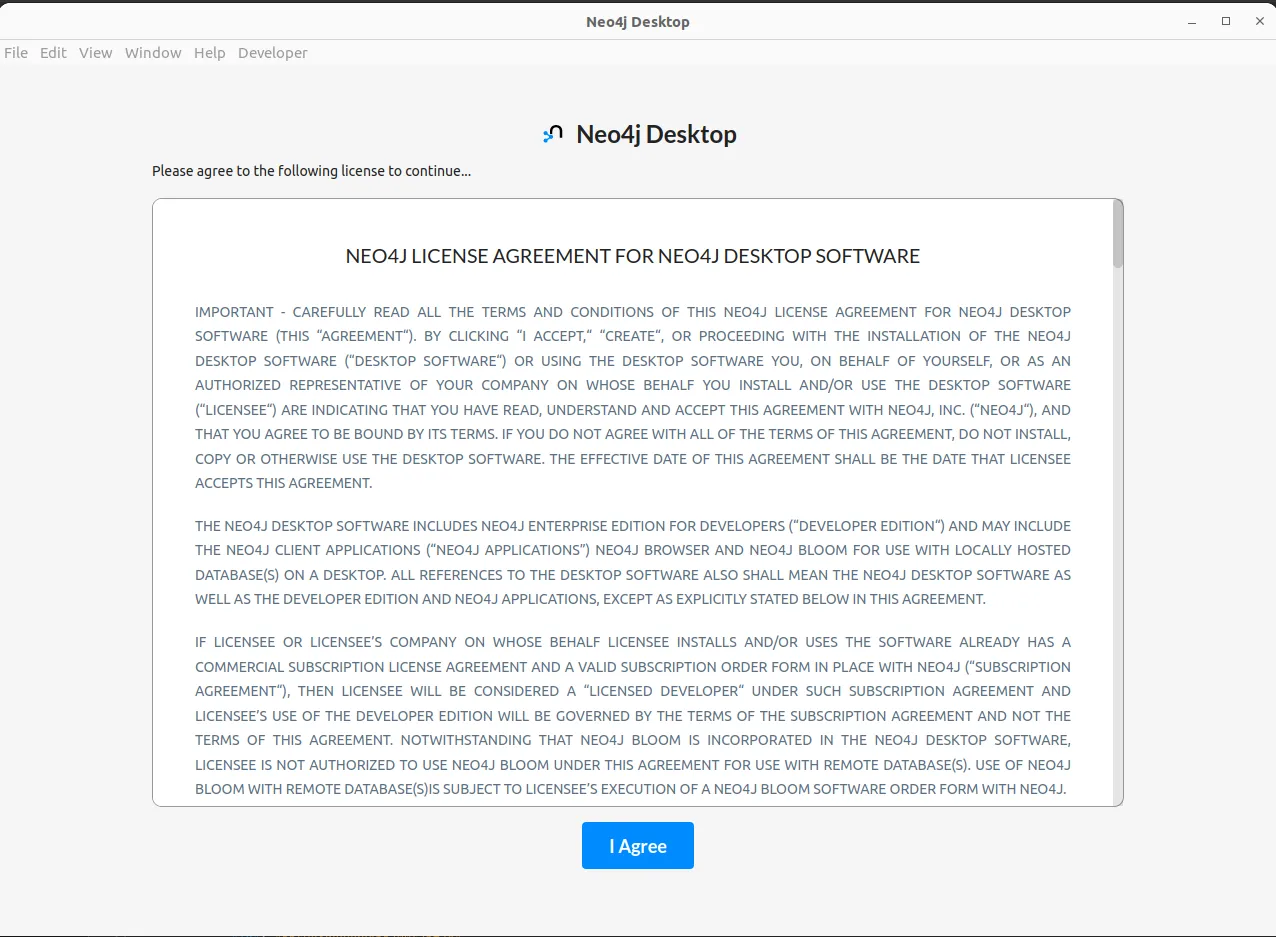 Neo4j Desktop
File Edit View Window Help Developer
Neo4j Desktop
Please agree to the following license to continue...
NEO4J LICENSE AGREEMENT FOR NEO4J DESKTOP SOFTWARE
IMPORTANT - CAREFULLY READ ALL THE TERMS AND CONDITIONS OF THIS NEO4J LICENSE AGREEMENT FOR NEO4J DESKTOP
SOFTWARE (THIS “AGREEMENT“). BY CLICKING “I ACCEPT,“ “CREATE“, OR PROCEEDING WITH THE INSTALLATION OF THE NEO4J
DESKTOP SOFTWARE (“DESKTOP SOFTWARE“) OR USING THE DESKTOP SOFTWARE YOU, ON BEHALF OF YOURSELF, OR AS AN
AUTHORIZED REPRESENTATIVE OF YOUR COMPANY ON WHOSE BEHALF YOU INSTALL AND/OR USE THE DESKTOP SOFTWARE
(“LICENSEE“) ARE INDICATING THAT YOU HAVE READ, UNDERSTAND AND ACCEPT THIS AGREEMENT WITH NEO4J, INC. (“NEO4J“), AND
THAT YOU AGREE TO BE BOUND BY ITS TERMS. IF YOU DO NOT AGREE WITH ALL OF THE TERMS OF THIS AGREEMENT, DO NOT INSTALL,
COPY OR OTHERWISE USE THE DESKTOP SOFTWARE. THE EFFECTIVE DATE OF THIS AGREEMENT SHALL BE THE DATE THAT LICENSEE
ACCEPTS THIS AGREEMENT.
THE NEO4J DESKTOP SOFTWARE INCLUDES NEO4J ENTERPRISE EDITION FOR DEVELOPERS (“DEVELOPER EDITION“) AND MAY INCLUDE
THE NEO4J CLIENT APPLICATIONS (“NEO4J APPLICATIONS”) NEO4J BROWSER AND NEO4J BLOOM FOR USE WITH LOCALLY HOSTED
DATABASE(S) ON A DESKTOP. ALL REFERENCES TO THE DESKTOP SOFTWARE ALSO SHALL MEAN THE NEO4J DESKTOP SOFTWARE AS
WELL AS THE DEVELOPER EDITION AND NEO4J APPLICATIONS, EXCEPT AS EXPLICITLY STATED BELOW IN THIS AGREEMENT.
IF LICENSEE OR LICENSEE’S COMPANY ON WHOSE BEHALF LICENSEE INSTALLS AND/OR USES THE SOFTWARE ALREADY HAS A
COMMERCIAL SUBSCRIPTION LICENSE AGREEMENT AND A VALID SUBSCRIPTION ORDER FORM IN PLACE WITH NEO4J (“SUBSCRIPTION
AGREEMENT“), THEN LICENSEE WILL BE CONSIDERED A “LICENSED DEVELOPER“ UNDER SUCH SUBSCRIPTION AGREEMENT AND
LICENSEE’S USE OF THE DEVELOPER EDITION WILL BE GOVERNED BY THE TERMS OF THE SUBSCRIPTION AGREEMENT AND NOT THE
TERMS OF THIS AGREEMENT. NOTWITHSTANDING THAT NEO4J BLOOM IS INCORPORATED IN THE NEO4J DESKTOP SOFTWARE,
LICENSEE IS NOT AUTHORIZED TO USE NEO4J BLOOM UNDER THIS AGREEMENT FOR USE WITH REMOTE DATABASE(S). USE OF NEO4J
BLOOM WITH REMOTE DATABASE(S)IS SUBJECT TO LICENSEE’S EXECUTION OF A NEO4J BLOOM SOFTWARE ORDER FORM WITH NEO4J.
I Agree